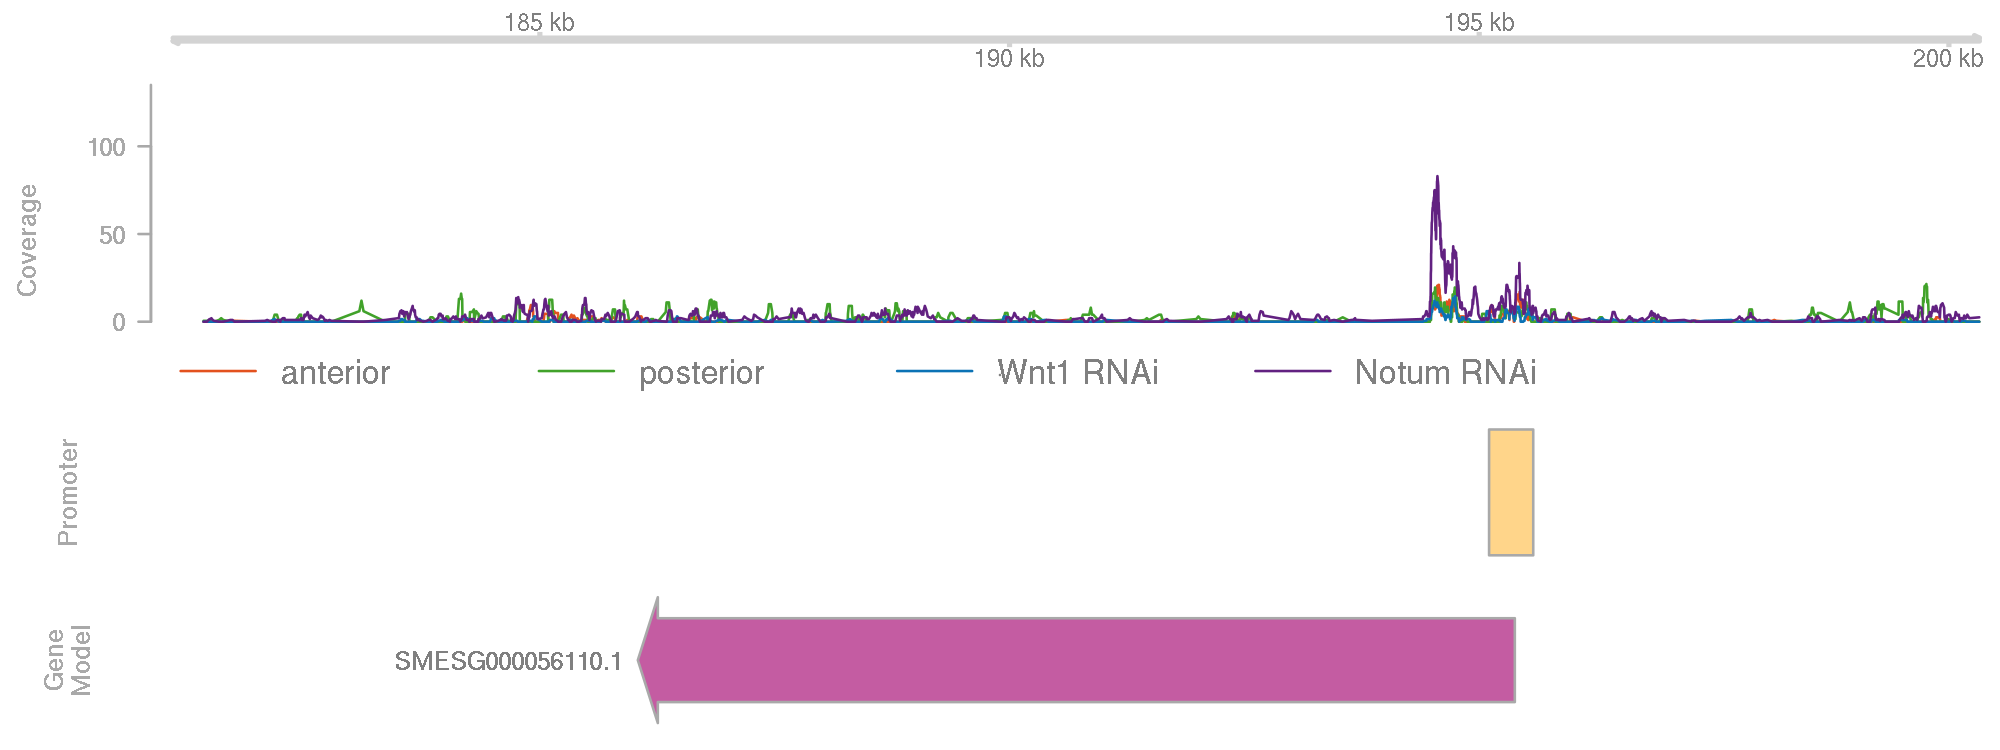 185 kb
195 kb
190 kb
200 kb
Coverage
100
50
0
anterior
posterior
Wnt1 RNAi
Notum RNAi
Promoter
Gene
Model
SMESG000056110.1